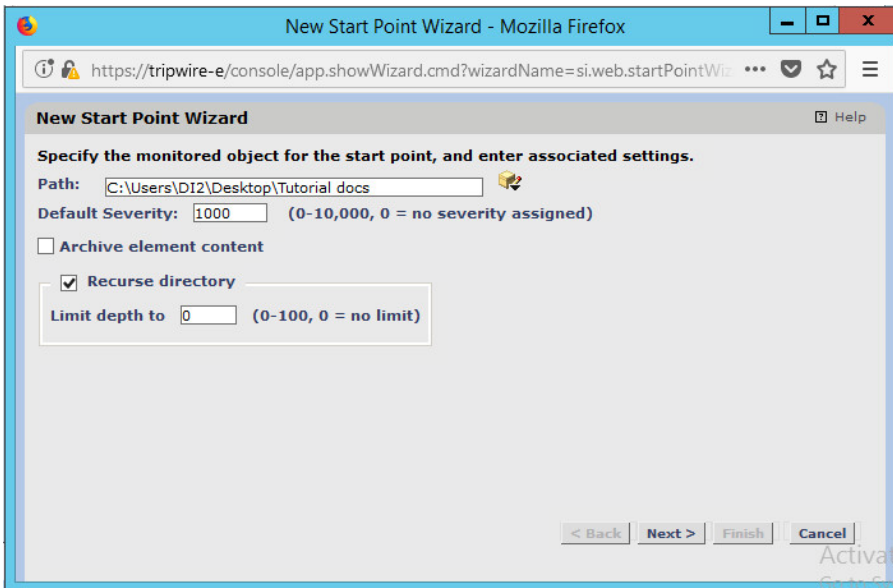 New Start Point Wizard - Mozilla Firefox
https://tripwire-e/console/app.showWizard.cmd?wizardName=si.web.startPointWiz
New Start Point Wizard
Help
Specify the monitored object for the start point, and enter associated settings.
Path: C:\Users\DI2\Desktop\Tutorial docs
Default Severity: 1000 (0-10,000, 0 = no severity assigned)
Archive element content
Recurse directory
Limit depth to 0 (0-100, 0 = no limit)
< Back Next > Finish Cancel
Activat